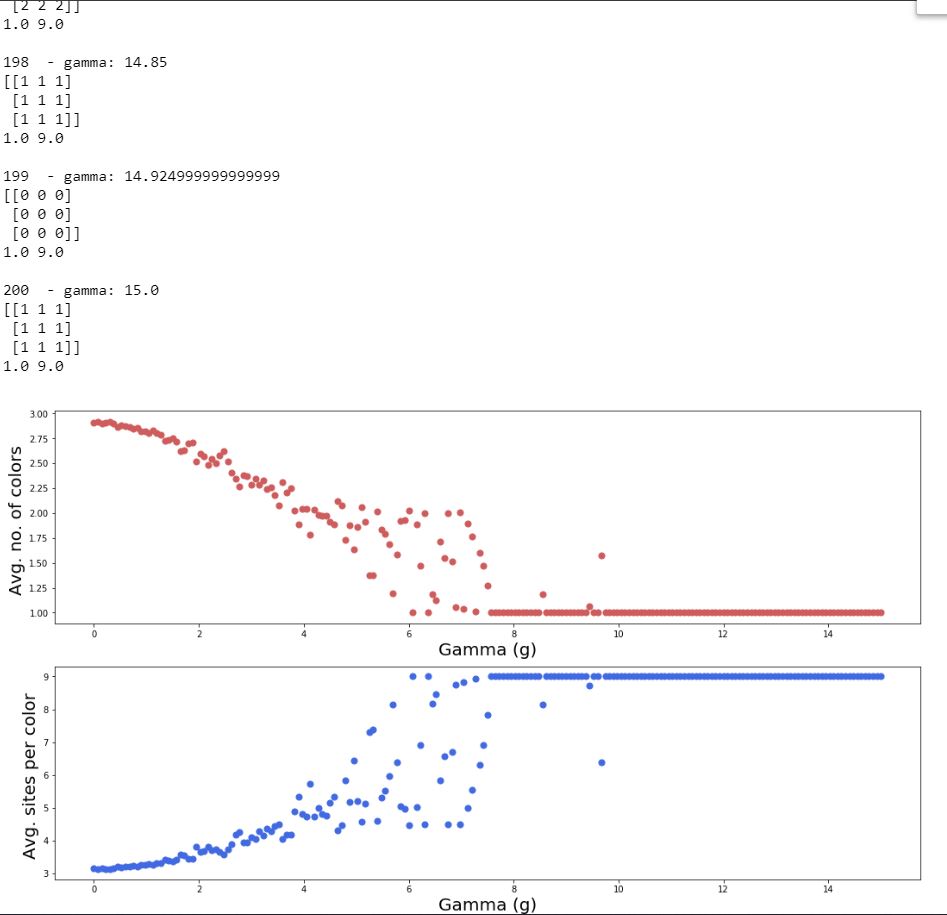 [2 2 2]]
1.0 9.0
198  - gamma: 14.85
[[1 1 1]
 [1 1 1]
 [1 1 1]]
1.0 9.0
199  - gamma: 14.924999999999999
[[0 0 0]
 [0 0 0]
 [0 0 0]]
1.0 9.0
200  - gamma: 15.0
[[1 1 1]
 [1 1 1]
 [1 1 1]]
1.0 9.0
Avg. no. of colors
3.00
2.75
2.50
2.25
2.00
1.75
1.50
1.25
1.00
0 2 4 6 8 10 12 14
Gamma (g)
Avg. sites per color
9
8
7
6
5
4
3
0 2 4 6 8 10 12 14
Gamma (g)